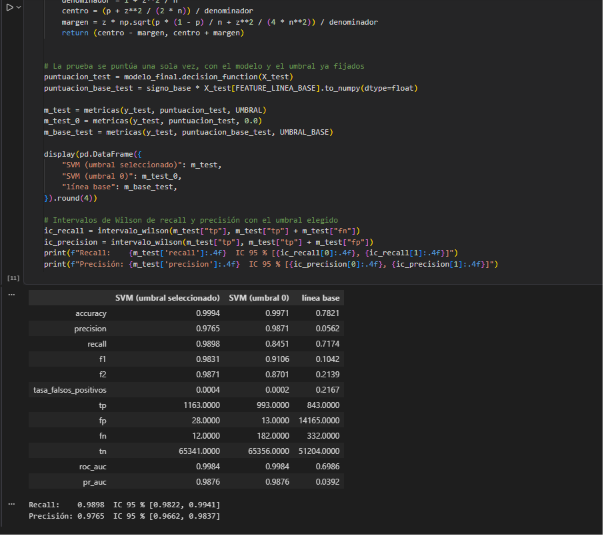 denominador = 1 + z**2 / n
centro = (p + z**2 / (2 * n)) / denominador
margen = z * np.sqrt(p * (1 - p) / n + z**2 / (4 * n**2)) / denominador
return (centro - margen, centro + margen)
# La prueba se puntúa una sola vez, con el modelo y el umbral ya fijados
puntuacion_test = modelo_final.decision_function(X_test)
puntuacion_base_test = signo_base * X_test[FEATURE_LINEA_BASE].to_numpy(dtype=float)
m_test = metricas(y_test, puntuacion_test, UMBRAL)
m_test_0 = metricas(y_test, puntuacion_test, 0.0)
m_base_test = metricas(y_test, puntuacion_base_test, UMBRAL_BASE)
display(pd.DataFrame({
"SVM (umbral seleccionado)": m_test,
"SVM (umbral 0)": m_test_0,
"línea base": m_base_test,
}).round(4))
# Intervalos de Wilson de recall y precisión con el umbral elegido
ic_recall = intervalo_wilson(m_test["tp"], m_test["tp"] + m_test["fn"])
ic_precision = intervalo_wilson(m_test["tp"], m_test["tp"] + m_test["fp"])
print(f"Recall:    {m_test['recall']:.4f}  IC 95 % [{ic_recall[0]:.4f}, {ic_recall[1]:.4f}]")
print(f"Precisión: {m_test['precision']:.4f}  IC 95 % [{ic_precision[0]:.4f}, {ic_precision[1]:.4f}]")
SVM (umbral seleccionado) SVM (umbral 0) línea base
accuracy 0.9994 0.9971 0.7821
precision 0.9765 0.9871 0.0562
recall 0.9898 0.8451 0.7174
f1 0.9831 0.9106 0.1042
f2 0.9871 0.8701 0.2139
tasa_falsos_positivos 0.0004 0.0002 0.2167
tp 1163.0000 993.0000 843.0000
fp 28.0000 13.0000 14165.0000
fn 12.0000 182.0000 332.0000
tn 65341.0000 65356.0000 51204.0000
roc_auc 0.9984 0.9984 0.6986
pr_auc 0.9876 0.9876 0.0392
Recall:    0.9898  IC 95 % [0.9822, 0.9941]
Precisión: 0.9765  IC 95 % [0.9662, 0.9837]